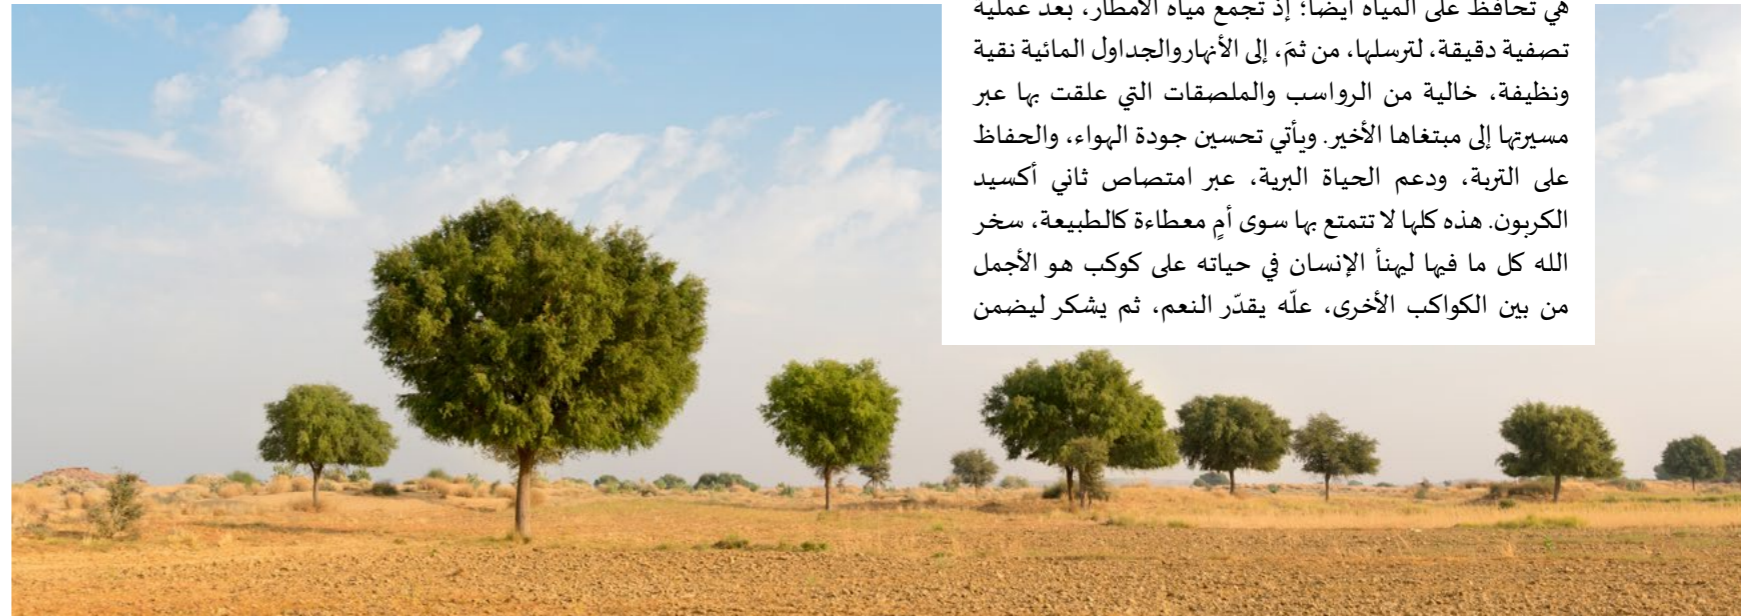 هي تحافظ على المياه أيضًا؛ إذ تجمع مياه الأمطار، بعد عملية
تصفية دقيقة، لترسلها، من ثمَ، إلى الأنهاروالجداول المائية نقية
ونظيفة، خالية من الرواسب والملصقات التي علقت بها عبر
مسيرتها إلى مبتغاها الأخير. ويأتي تحسين جودة الهواء، والحفاظ
على التربة، ودعم الحياة البرية، عبر امتصاص ثاني أكسيد
الكربون. هذه كلها لا تتمتع بها سوى أمٍ معطاءة كالطبيعة، سخر
الله كل ما فيها ليهنأ الإنسان في حياته على كوكب هو الأجمل
من بين الكواكب الأخرى، علّه يقدّر النعم، ثم يشكر ليضمن